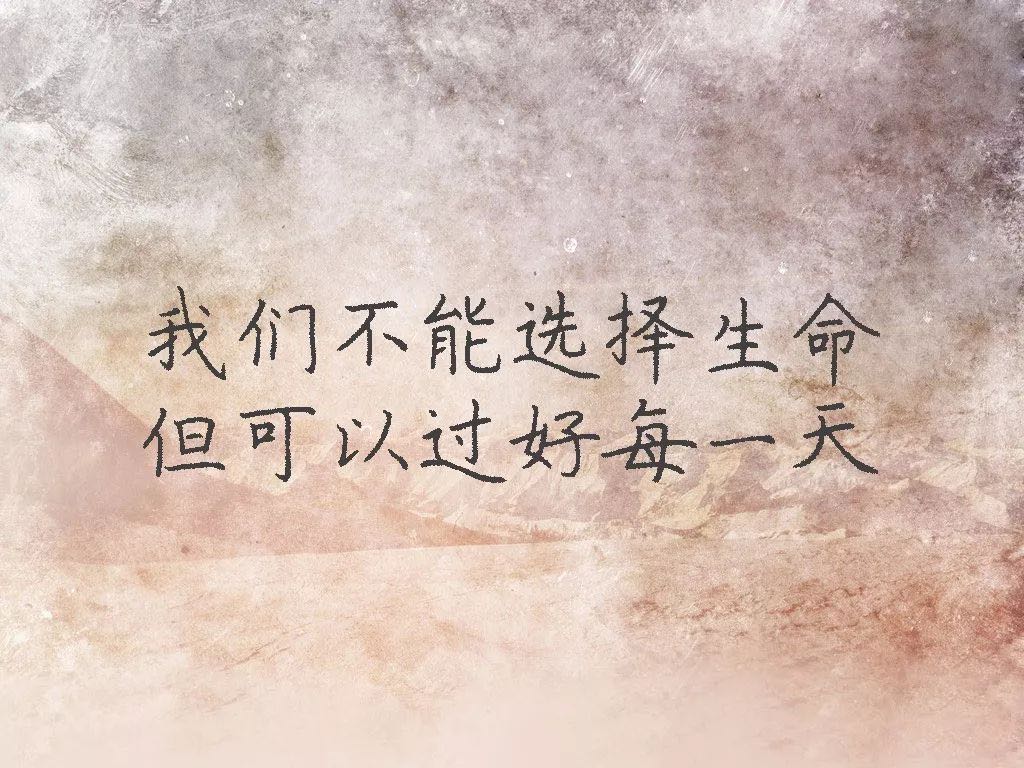 我们不能选择生命
但可以过好每一天